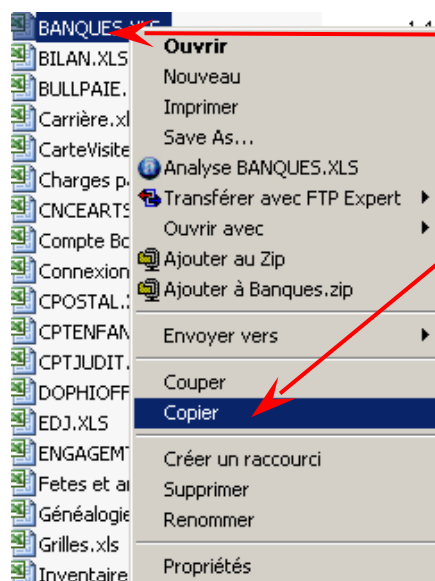 BANQUES.XLS
BILAN.XLS
BULLPAIE.
Carrière.xl
CarteVisite
Charges p
CNCEARTS
Compte Bc
Connexion
CPOSTAL.
CPTENFAN
CPTJUDIT.
DOPHIOFF
EDJ.XLS
ENGAGEMT
Fetes et a
Généalogie
Grilles.xls
Inventaire
Ouvrir
Nouveau
Imprimer
Save As...
Analyse BANQUES.XLS
Transférer avec FTP Expert
Ouvrir avec
Ajouter au Zip
Ajouter à Banques.zip
Envoyer vers
Couper
Copier
Créer un raccourci
Supprimer
Renommer
Propriétés